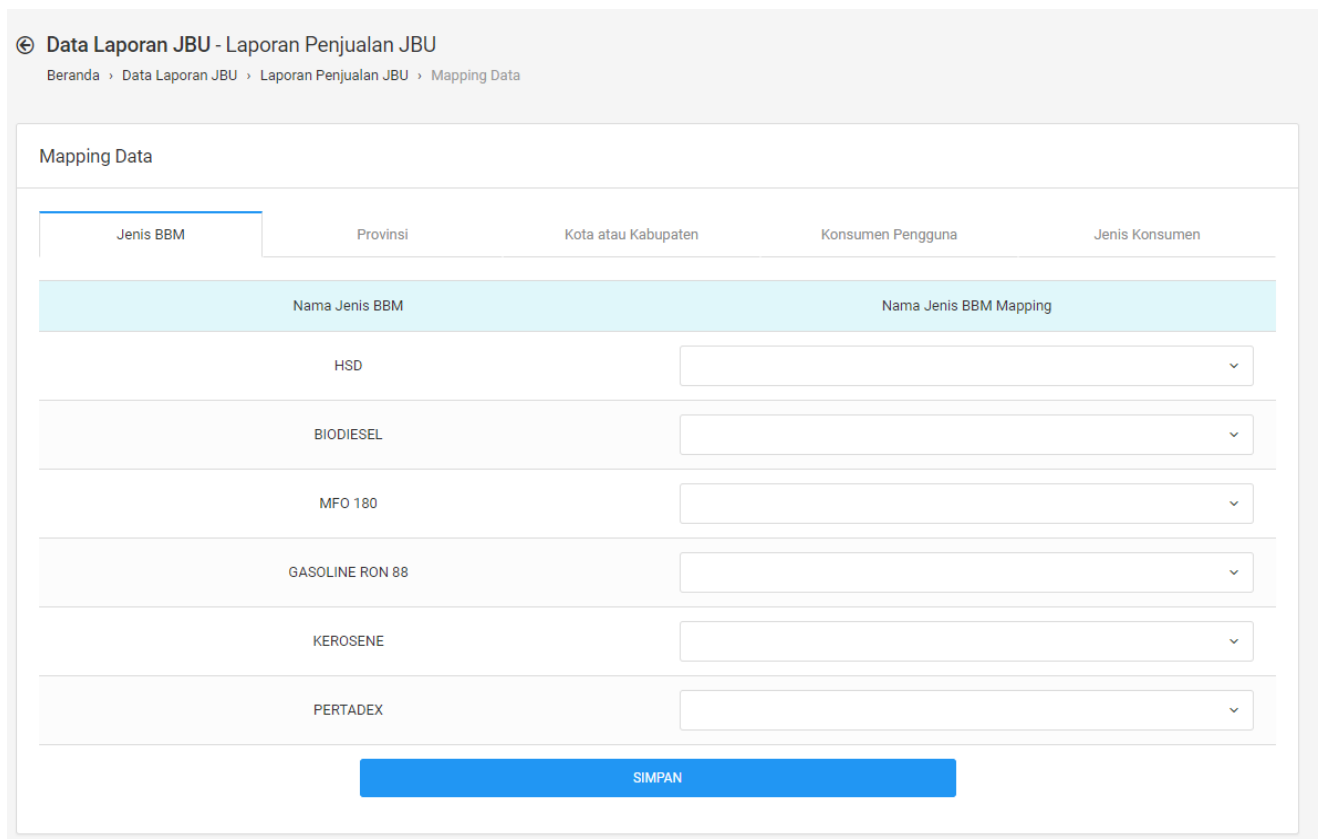 Data Laporan JBU - Laporan Penjualan JBU
Beranda › Data Laporan JBU › Laporan Penjualan JBU › Mapping Data
Mapping Data
Jenis BBM Provinsi Kota atau Kabupaten Konsumen Pengguna Jenis Konsumen
Nama Jenis BBM Nama Jenis BBM Mapping
HSD
BIODIESEL
MFO 180
GASOLINE RON 88
KEROSENE
PERTADEX
SIMPAN